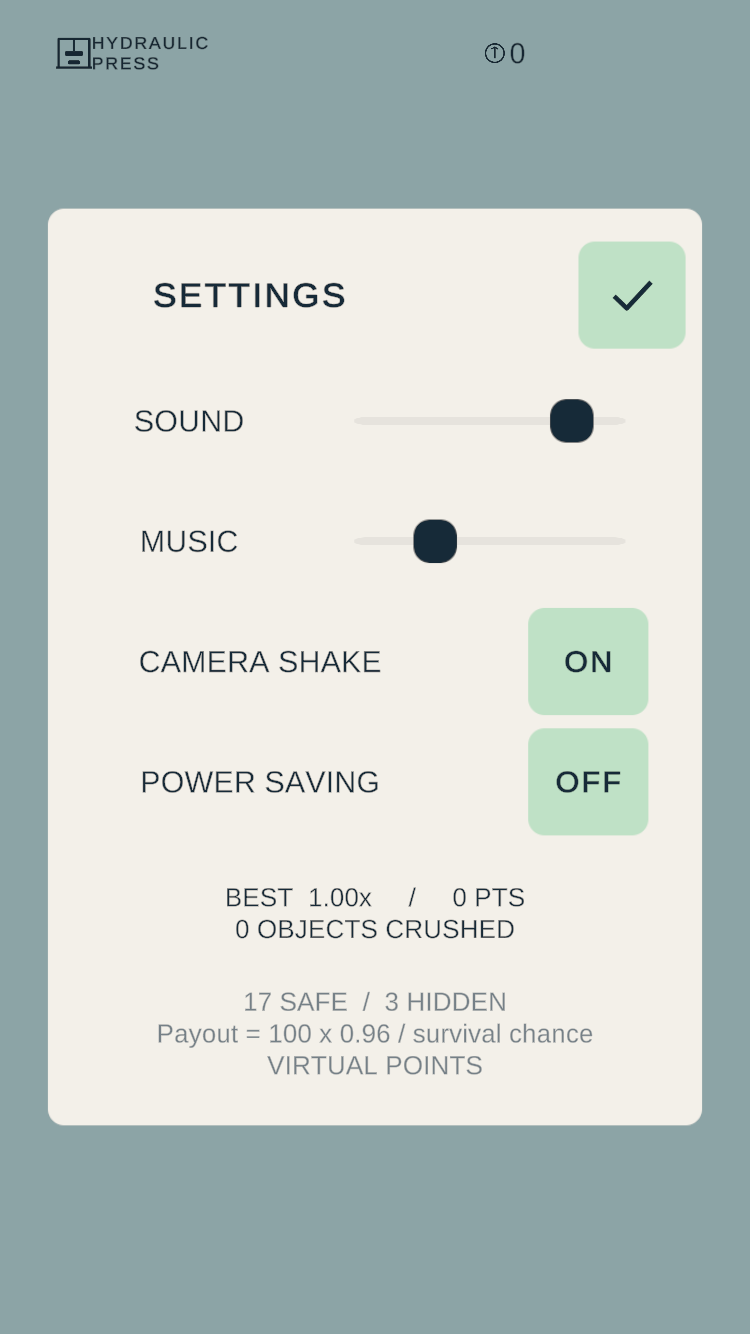 HYDRAULIC
PRESS
0
SETTINGS
SOUND
MUSIC
CAMERA SHAKE
ON
POWER SAVING
OFF
BEST 1.00x / 0 PTS
0 OBJECTS CRUSHED
17 SAFE / 3 HIDDEN
Payout = 100 x 0.96 / survival chance
VIRTUAL POINTS